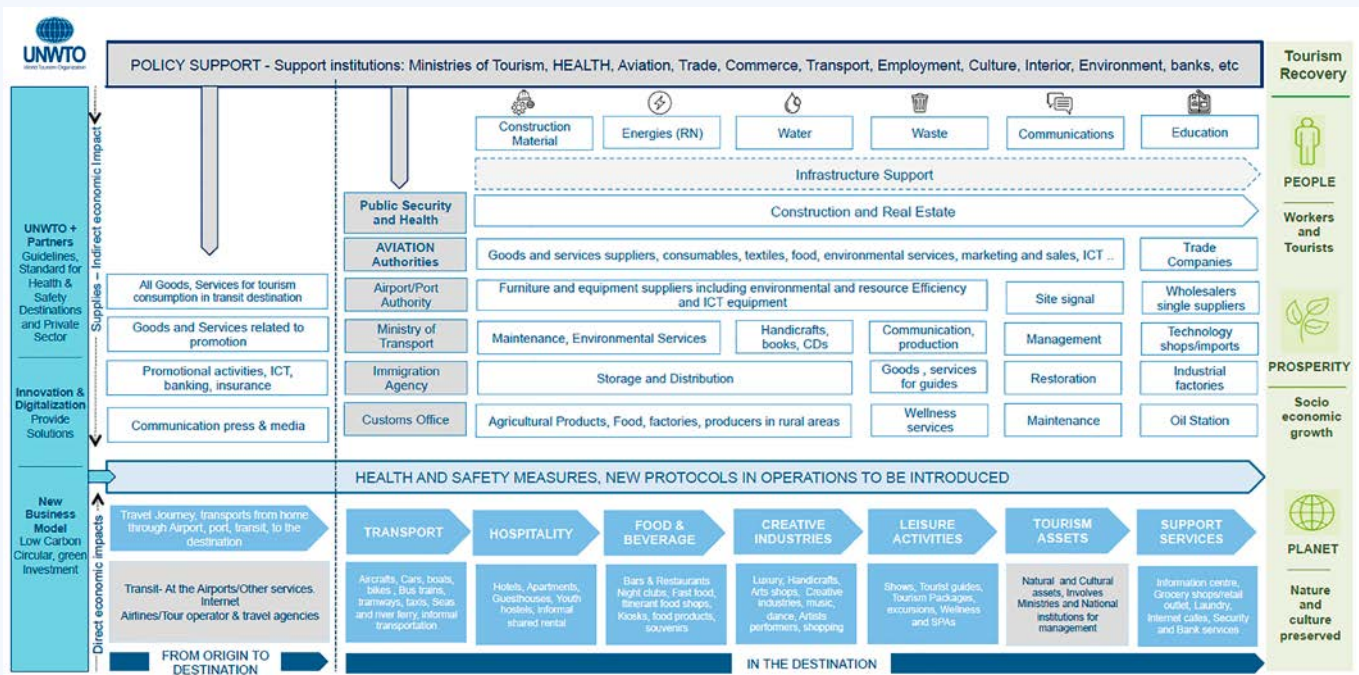 UNWTO
World Tourism Organization
POLICY SUPPORT - Support institutions: Ministries of Tourism, HEALTH, Aviation, Trade, Commerce, Transport, Employment, Culture, Interior, Environment, banks, etc
Tourism
Recovery
Supplies – Indirect economic Impact
UNWTO +
Partners
Guidelines,
Standard for
Health &
Safety
Destinations
and Private
Sector
Innovation &
Digitalization
Provide
Solutions
New
Business
Model
Low Carbon
Circular, green
Investment
Construction
Material
Energies (RN)
Water
Waste
Communications
Education
Infrastructure Support
Public Security
and Health
Construction and Real Estate
AVIATION
Authorities
Goods and services suppliers, consumables, textiles, food, environmental services, marketing and sales, ICT ..
Trade
Companies
All Goods, Services for tourism
consumption in transit destination
Airport/Port
Authority
Furniture and equipment suppliers including environmental and resource Efficiency
and ICT equipment
Site signal
Wholesalers
single suppliers
Goods and Services related to
promotion
Ministry of
Transport
Maintenance, Environmental Services
Handicrafts,
books, CDs
Communication,
production
Management
Technology
shops/imports
Promotional activities, ICT,
banking, insurance
Immigration
Agency
Storage and Distribution
Goods , services
for guides
Restoration
Industrial
factories
Communication press & media
Customs Office
Agricultural Products, Food, factories, producers in rural areas
Wellness
services
Maintenance
Oil Station
HEALTH AND SAFETY MEASURES, NEW PROTOCOLS IN OPERATIONS TO BE INTRODUCED
Direct economic impacts
Travel Journey, transports from home
through Airport, port, transit, to the
destination
TRANSPORT
HOSPITALITY
FOOD &
BEVERAGE
CREATIVE
INDUSTRIES
LEISURE
ACTIVITIES
TOURISM
ASSETS
SUPPORT
SERVICES
Transit- At the Airports/Other services.
Internet
Airlines/Tour operator & travel agencies
Aircrafts, Cars, boats,
bikes , Bus trains,
tramways, taxis, Seas
and river ferry, informal
transportation
Hotels, Apartments,
Guesthouses, Youth
hostels, Informal
shared rental
Bars & Restaurants
Night clubs, Fast food,
Itinerant food shops,
Kiosks, food products,
souvenirs
Luxury, Handicrafts,
Arts shops, Creative
industries, music,
dance, Artists
performers, shopping
Shows, Tourist guides,
Tourism Packages,
excursions, Wellness
and SPAs
Natural and Cultural
assets, Involves
Ministries and National
institutions for
management
Information centre,
Grocery shops/retail
outlet, Laundry,
Internet cafes, Security
and Bank services
FROM ORIGIN TO
DESTINATION
IN THE DESTINATION
PEOPLE
Workers
and
Tourists
PROSPERITY
Socio
economic
growth
PLANET
Nature
and
culture
preserved